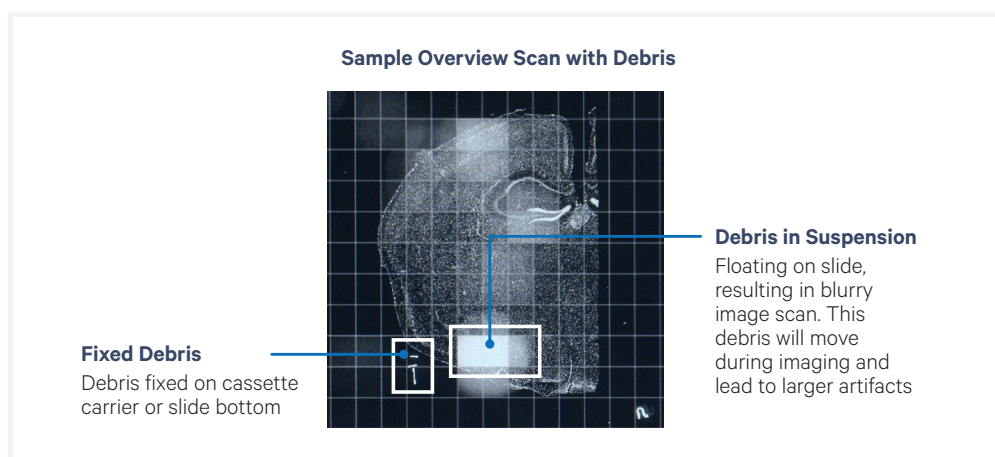 Sample Overview Scan with Debris
Debris in Suspension
Floating on slide,
resulting in blurry
image scan. This
debris will move
during imaging and
lead to larger artifacts
Fixed Debris
Debris fixed on cassette
carrier or slide bottom